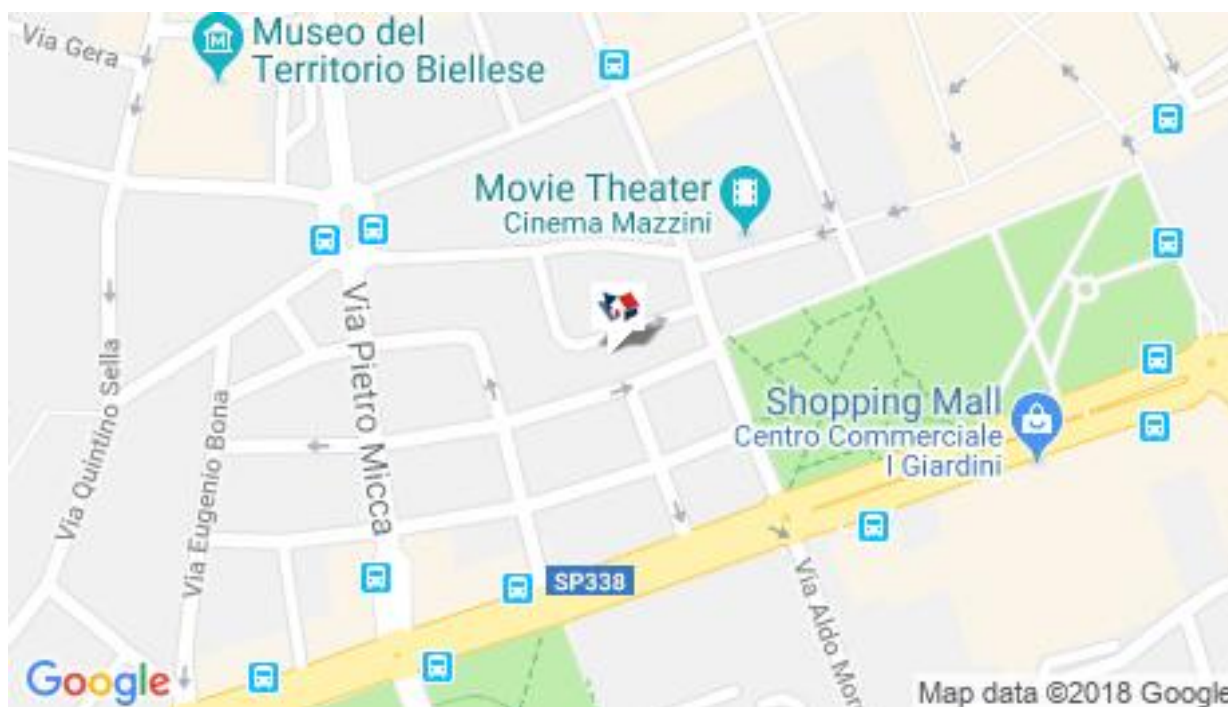 Via Gera
Museo del
Territorio Biellese
Movie Theater
Cinema Mazzini
Via Pietro Micca
Via Quintino Sella
Via Eugenio Bona
Shopping Mall
Centro Commerciale
I Giardini
SP338
Via Aldo Mor
Google
Map data ©2018 Google